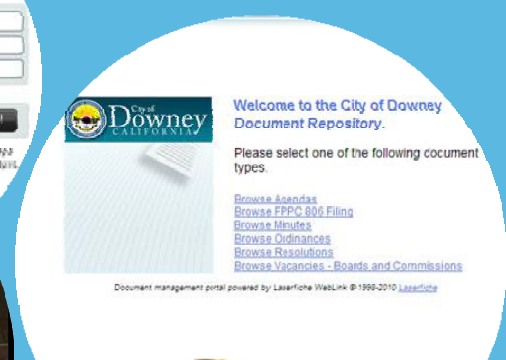 City of
Downey
CALIFORNIA
Welcome to the City of Downey
Document Repository.
Please select one of the following cocument
types.
Browse Agendas
Browse FPPC 806 Filing
Browse Minutes
Browse Ordinances
Browse Resolutions
Browse Vacancies - Boards and Commissions
Document management portal powered by Laserfiche WebLink © 1998-2010 Laserfiche